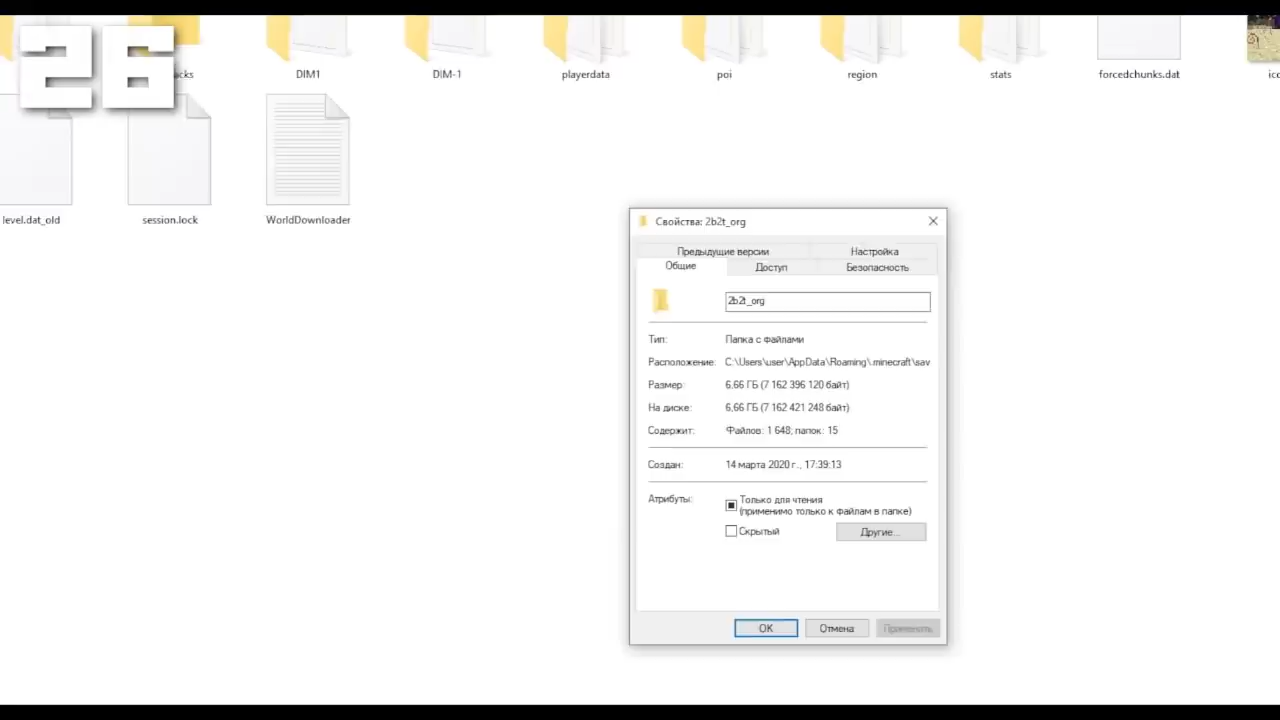 26
acks
DIM1
DIM-1
playerdata
poi
region
stats
forcedchunks.dat
ico
level.dat_old
session.lock
WorldDownloader
Свойства: 2b2t_org
Предыдущие версии
Настройка
Общие
Доступ
Безопасность
2b2t_org
Тип: Папка с файлами
Расположение: C:\Users\user\AppData\Roaming\.minecraft\sav
Размер: 6,66 ГБ (7 162 396 120 байт)
На диске: 6,66 ГБ (7 162 421 248 байт)
Содержит: Файлов: 1 648; папок: 15
Создан: 14 марта 2020 г., 17:39:13
Атрибуты: Только для чтения
(применимо только к файлам в папке)
Скрытый
Другие...
OK
Отмена
Применить